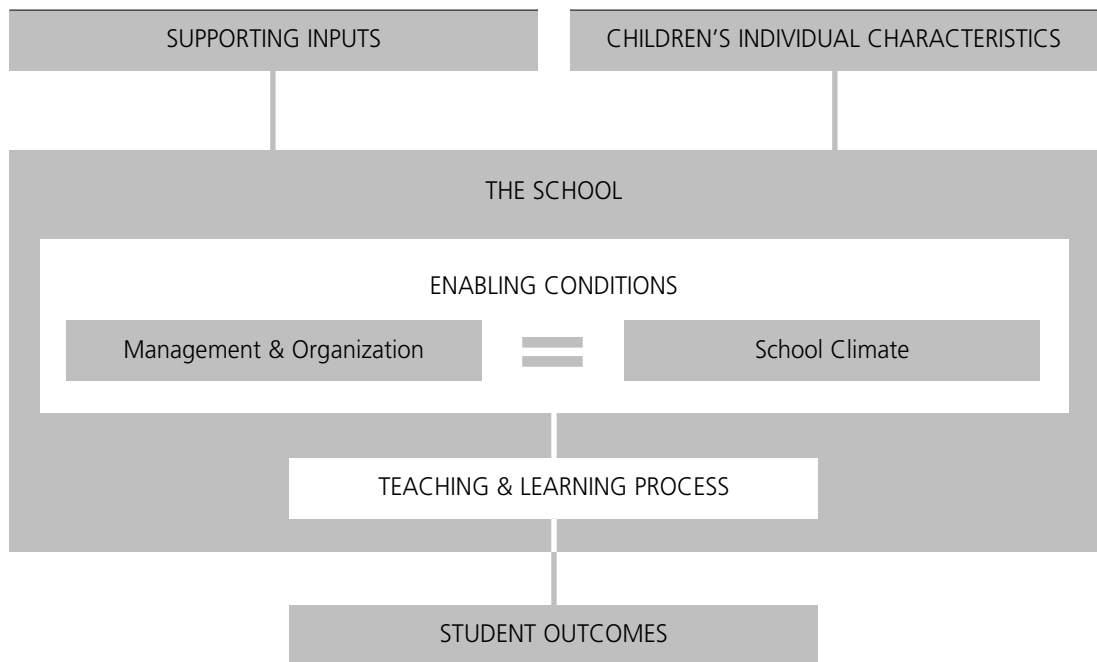 SUPPORTING INPUTS
CHILDREN’S INDIVIDUAL CHARACTERISTICS
THE SCHOOL
ENABLING CONDITIONS
Management & Organization
School Climate
TEACHING & LEARNING PROCESS
STUDENT OUTCOMES